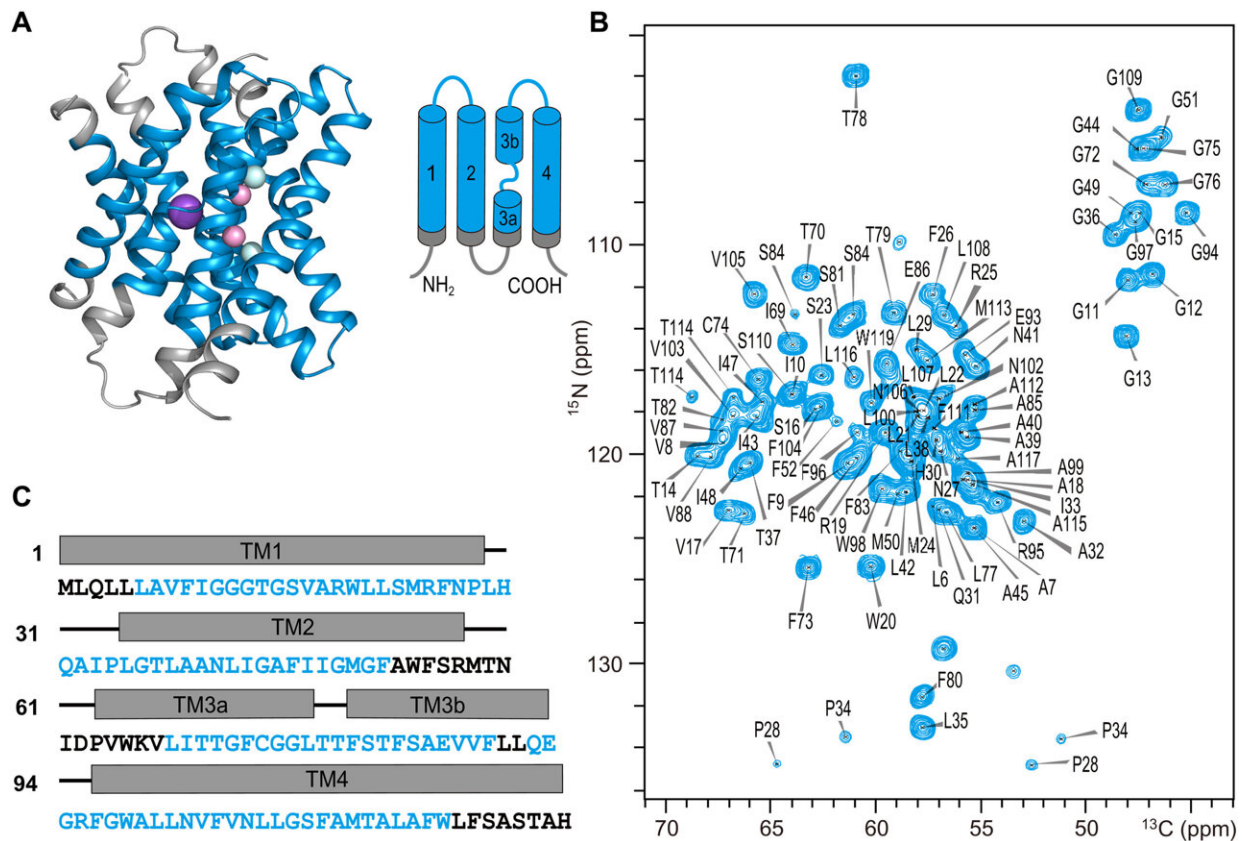 A
1
2
3b
3a
4
NH2
COOH
B
T78
G109
G51
G44
G72
G75
G76
G49
G36
G15
G97
G94
G11
G12
G13
T79
F26
L108
R25
T70
S84
V105
S84
S81
E86
M113
I69
S23
W119
L29
E93
N41
T114
C74
V103
S110
I47
I10
L116
N102
L107
L22
N106
A112
T114
A85
T82
L100
F111
A40
V87
I43
S16
A39
V8
F104
L21
L38
A117
F52
F96
H30
A99
T14
I48
F9
N27
A18
F46
F83
I33
V88
T37
R19
A115
V17
T71
W98
M50
M24
R95
A32
L42
L6
L77
A7
Q31
A45
F73
W20
F80
L35
P34
P28
P34
P28
110
120
130
15N (ppm)
70
65
60
55
50
13C (ppm)
C
1
TM1
MLQLLLAVFIGGGTGSVARWLLSMRFNPLH
31
TM2
QAIPLGTLAANLIGAFIIGMGFAWFSRMTN
61
TM3a
TM3b
IDPVWKVLITTGFCGGLTTFSTFSAEVVFLLQE
94
TM4
GRFGWALLNVFVNLLGSFAMTALAFWLFSASTAH